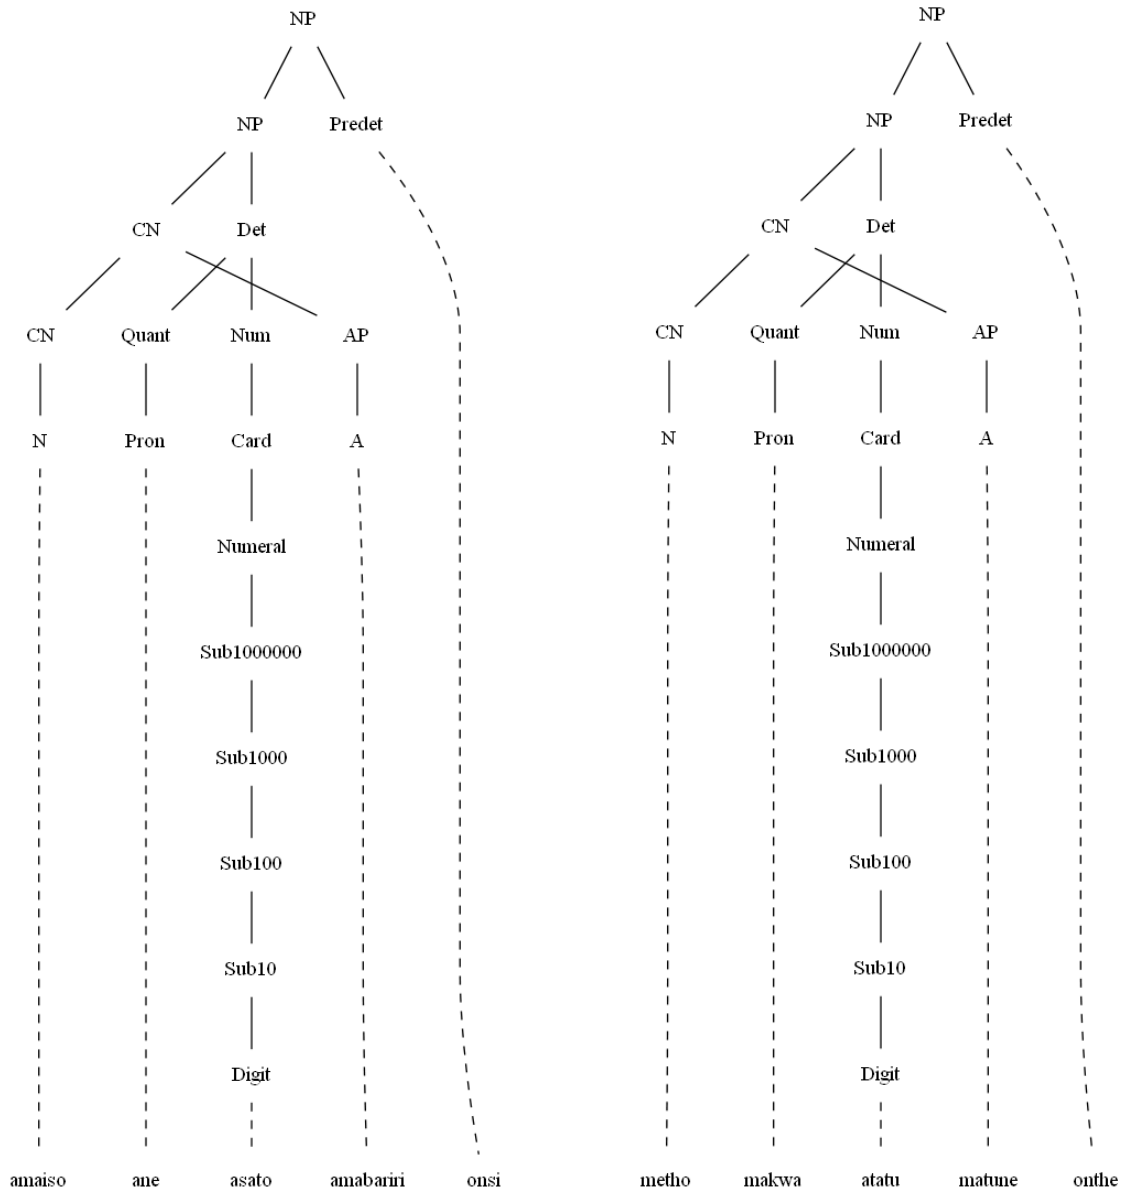 NP NP
NP Predet NP Predet
CN Det CN Det
CN Quant Num AP CN Quant Num AP
N Pron Card A N Pron Card A
Numeral Numeral
Sub1000000 Sub1000000
Sub1000 Sub1000
Sub100 Sub100
Sub10 Sub10
Digit Digit
amaiso ane asato amabariri onsi metho makwa atatu matune onthe